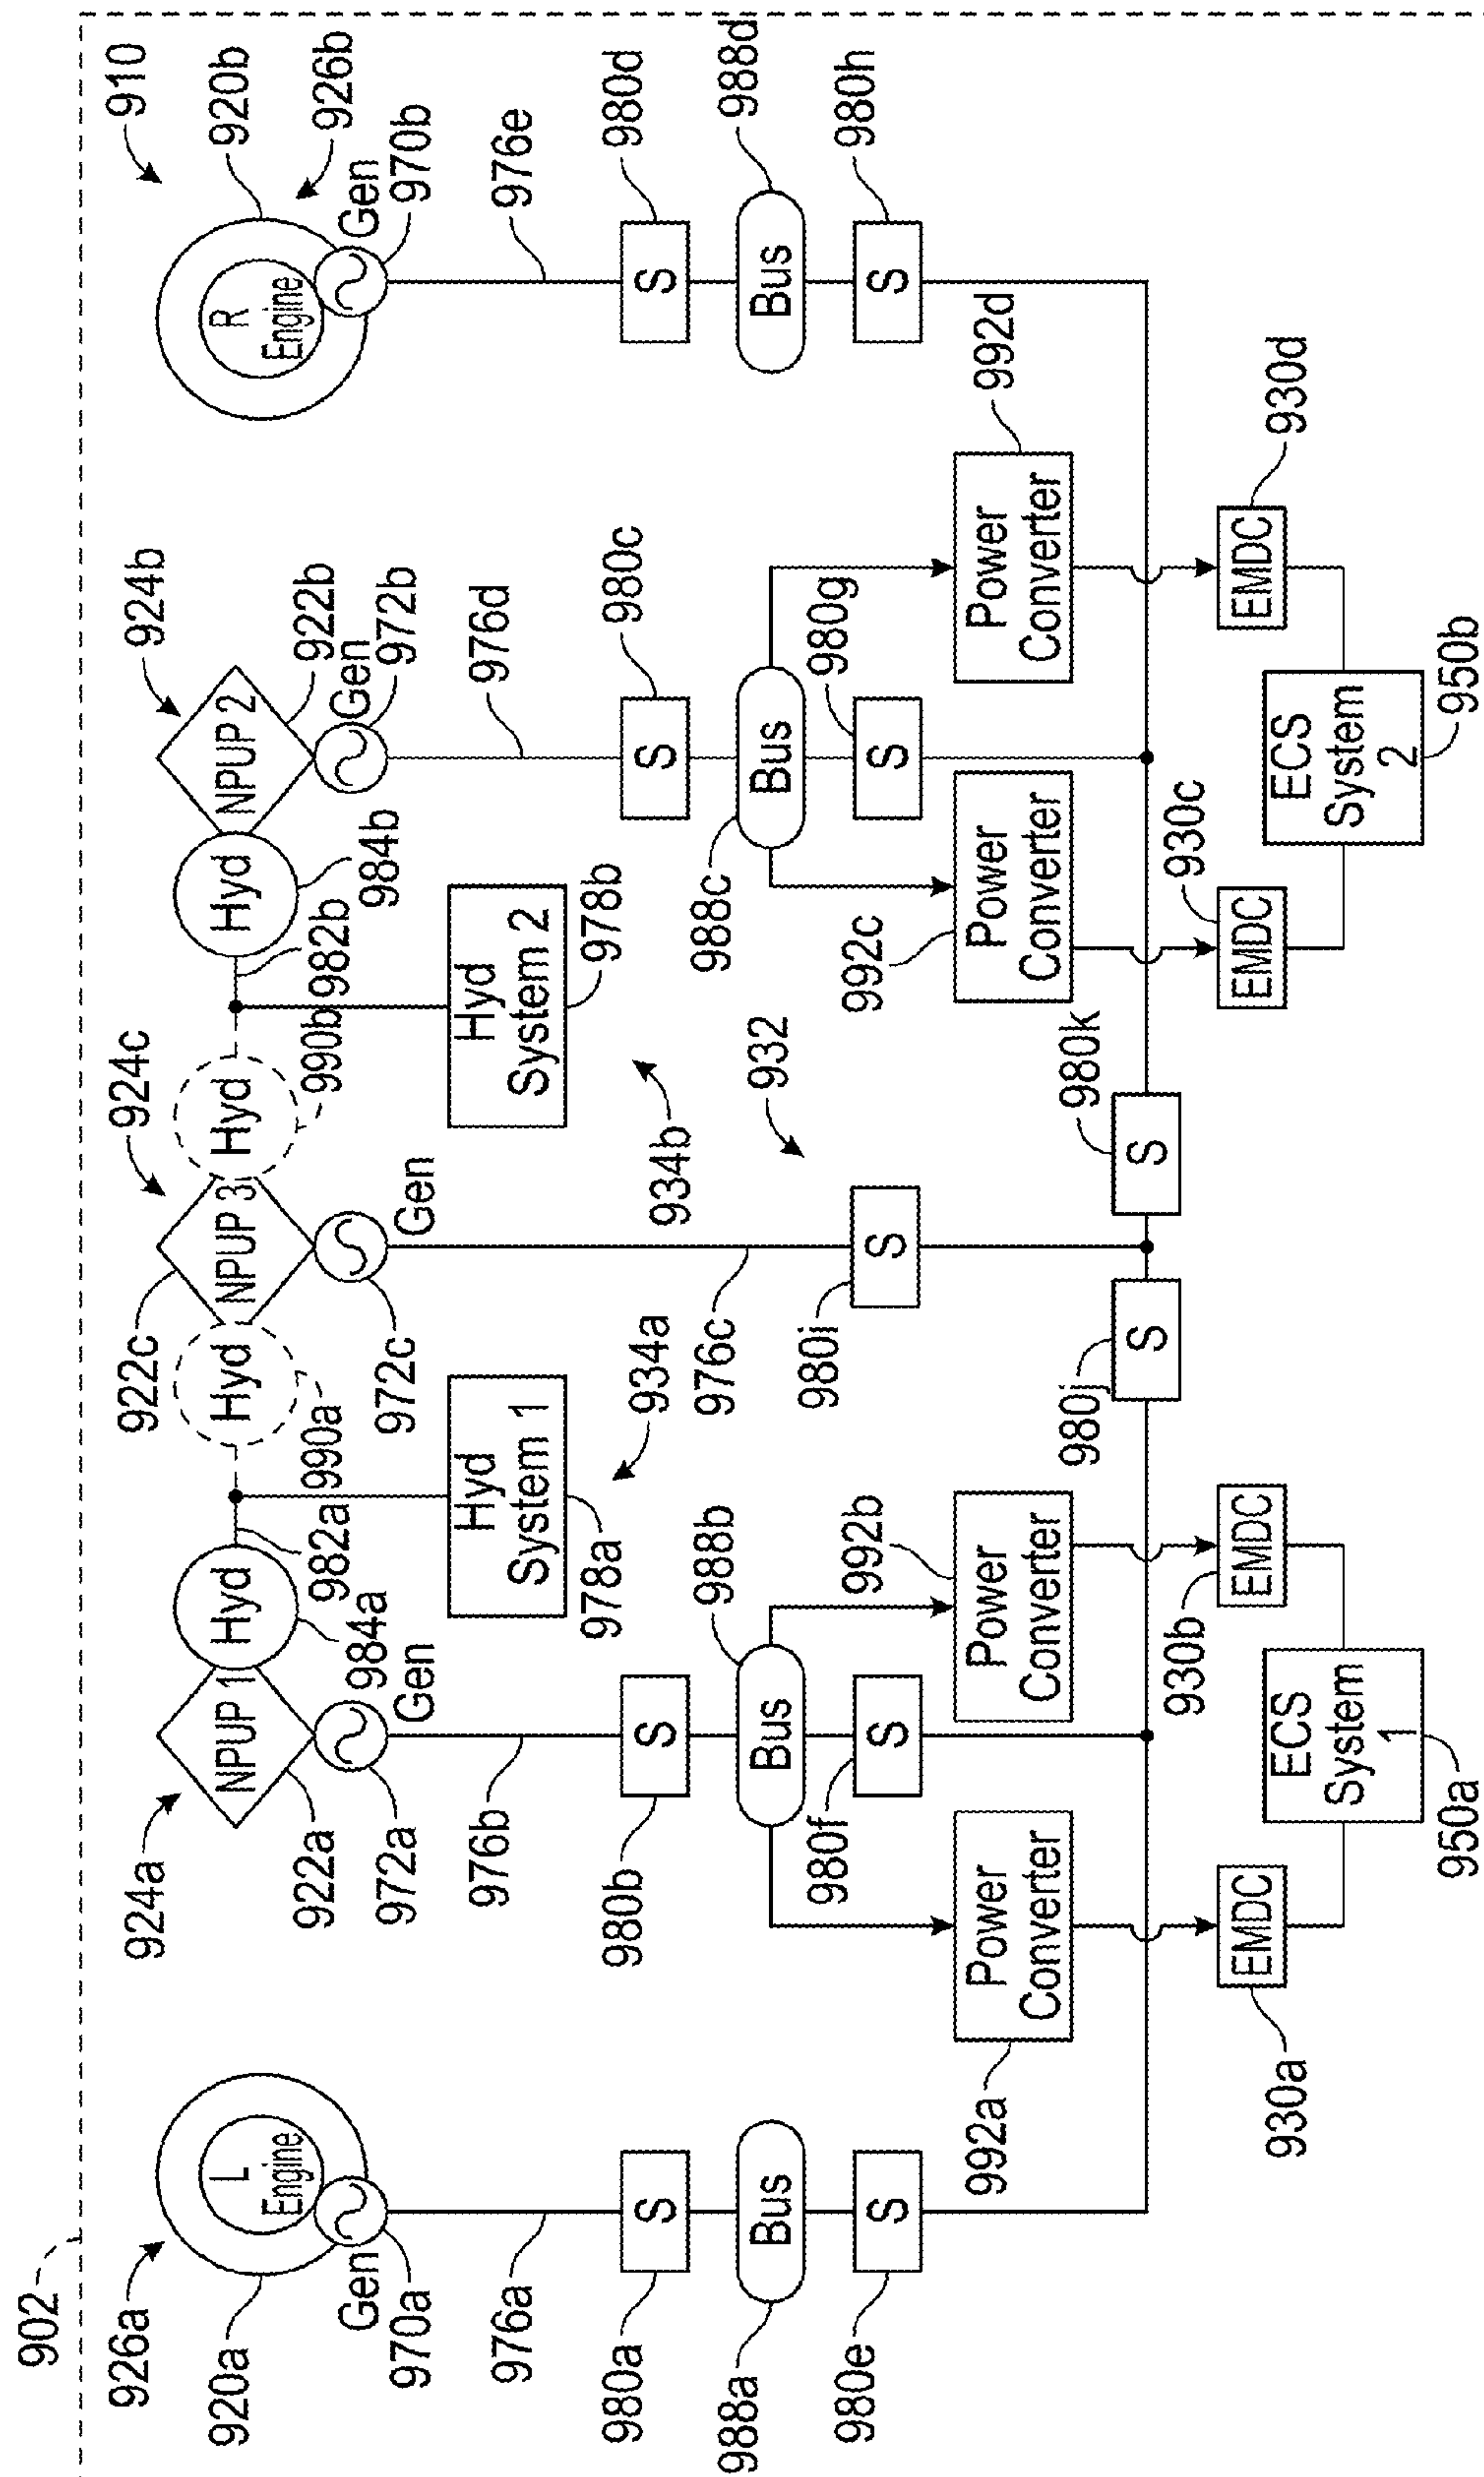 902
910
926a
920a
L
Engine
Gen
970a
976a
980a
S
988a
Bus
980e
S
924a
NPUP 1
922a
Hyd
984a
982a
972a
Gen
976b
980b
S
988b
Bus
980f
S
990a
Hyd
Hyd
System 1
978a
934a
992a
Power
Converter
992b
Power
Converter
930a
EMDC
930b
EMDC
ECS
System
1
950a
924c
922c
NPUP 3
972c
Gen
976c
980i
S
980j
S
980k
S
932
Hyd
990b
Hyd
System 2
978b
934b
982b
Hyd
984b
924b
NPUP 2
922b
Gen
972b
976d
980c
S
988c
Bus
980g
S
992c
Power
Converter
992d
Power
Converter
930c
EMDC
930d
EMDC
ECS
System
2
950b
920b
926b
R
Engine
Gen
970b
976e
980d
S
988d
Bus
980h
S